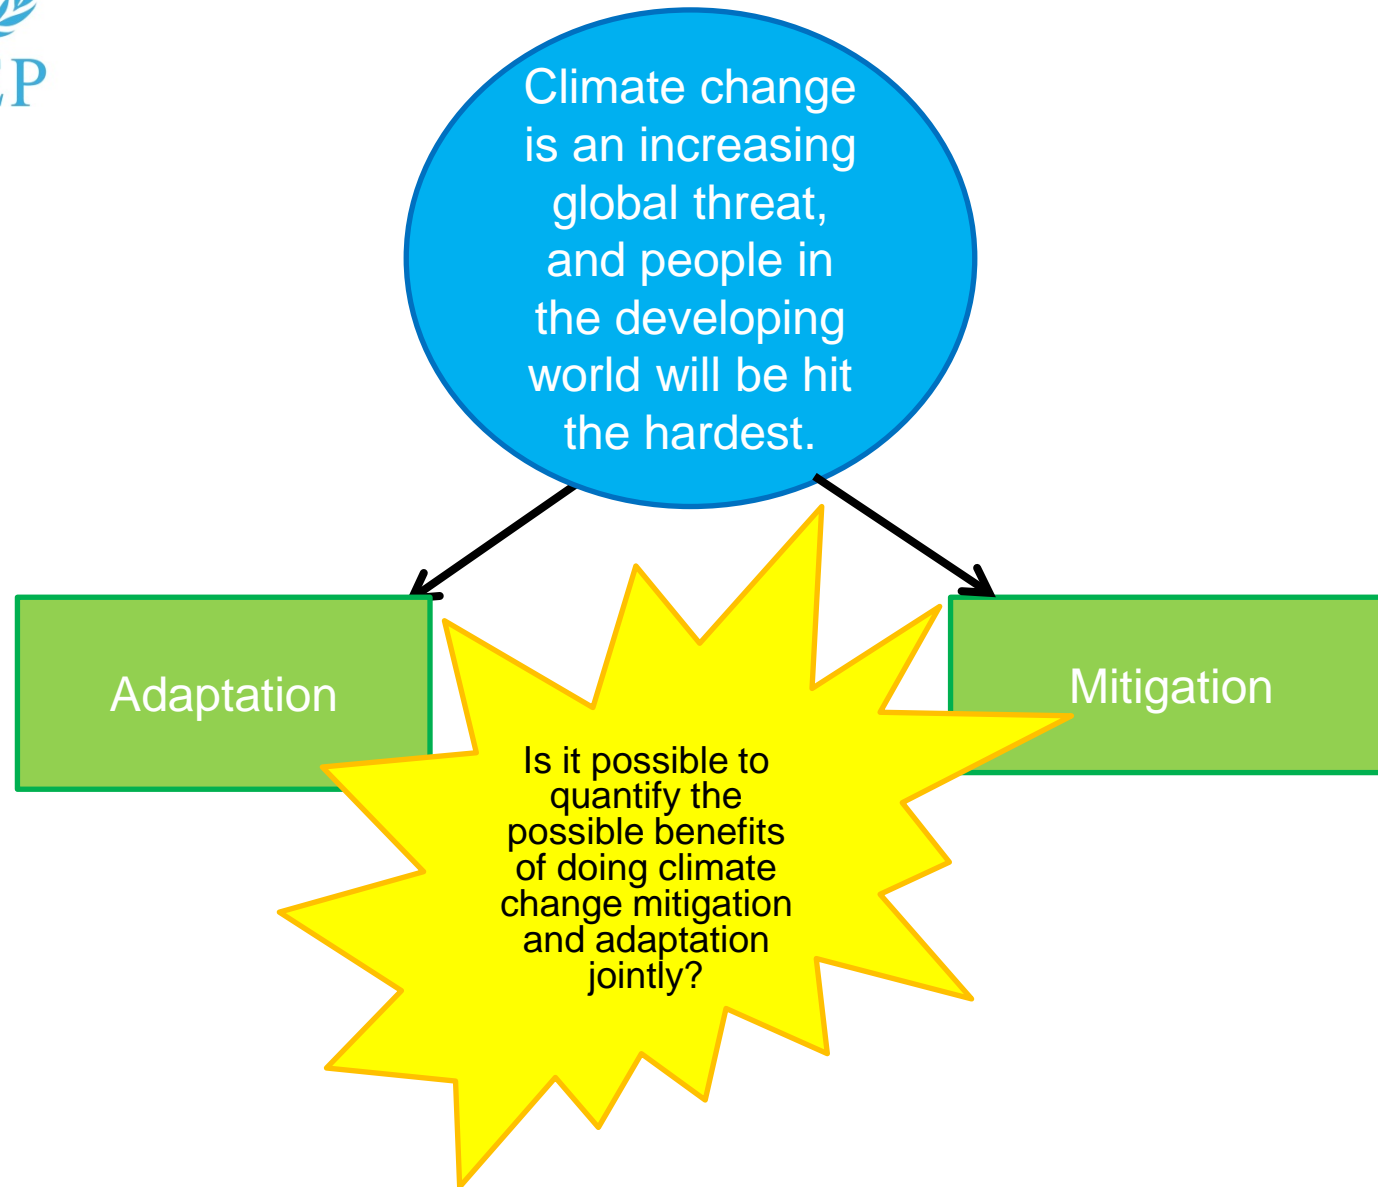 Climate change
is an increasing
global threat,
and people in
the developing
world will be hit
the hardest.
Adaptation
Mitigation
Is it possible to
quantify the
possible benefits
of doing climate
change mitigation
and adaptation
jointly?